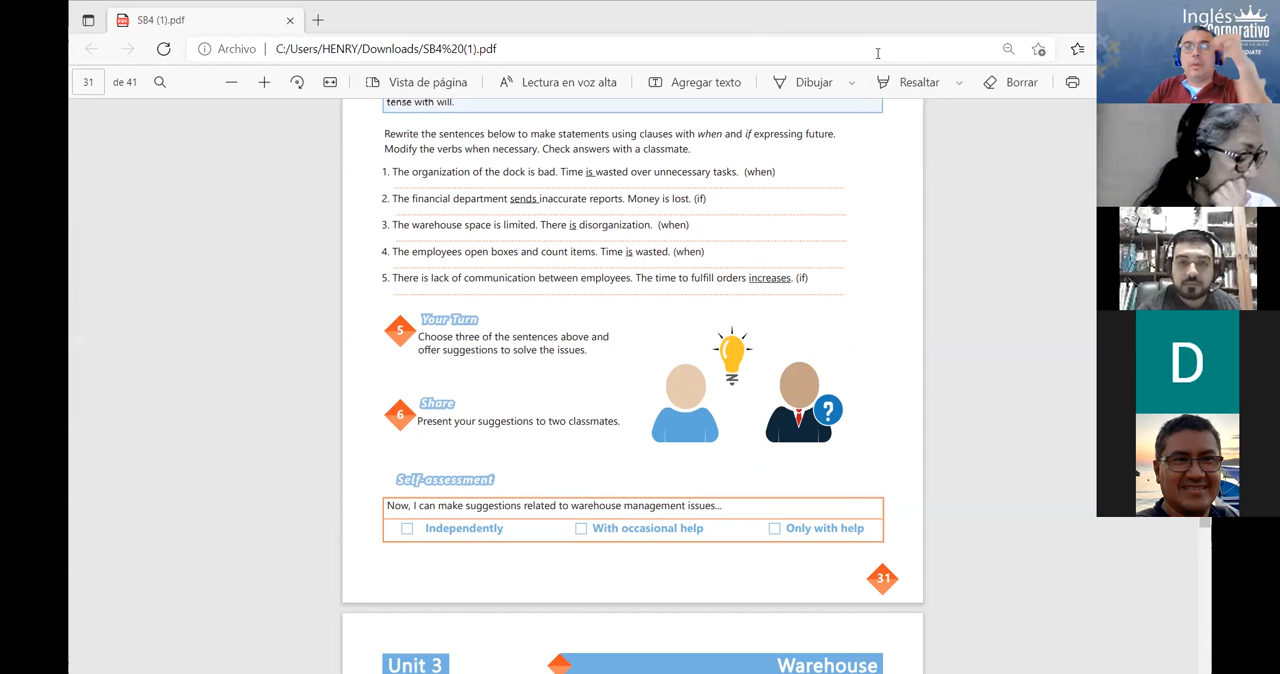 SB4 (1).pdf
Archivo
C:/Users/HENRY/Downloads/SB4%20(1).pdf
31 de 41
Vista de página
Lectura en voz alta
Agregar texto
Dibujar
Resaltar
Borrar
tense with will.
Rewrite the sentences below to make statements using clauses with when and if expressing future.
Modify the verbs when necessary. Check answers with a classmate.
1. The organization of the dock is bad. Time is wasted over unnecessary tasks. (when)
2. The financial department sends inaccurate reports. Money is lost. (if)
3. The warehouse space is limited. There is disorganization. (when)
4. The employees open boxes and count items. Time is wasted. (when)
5. There is lack of communication between employees. The time to fulfill orders increases. (if)
5
Your Turn
Choose three of the sentences above and
offer suggestions to solve the issues.
6
Share
Present your suggestions to two classmates.
?
Self-assessment
Now, I can make suggestions related to warehouse management issues...
Independently
With occasional help
Only with help
31
Unit 3
Warehouse
Inglés
Corporativo
D